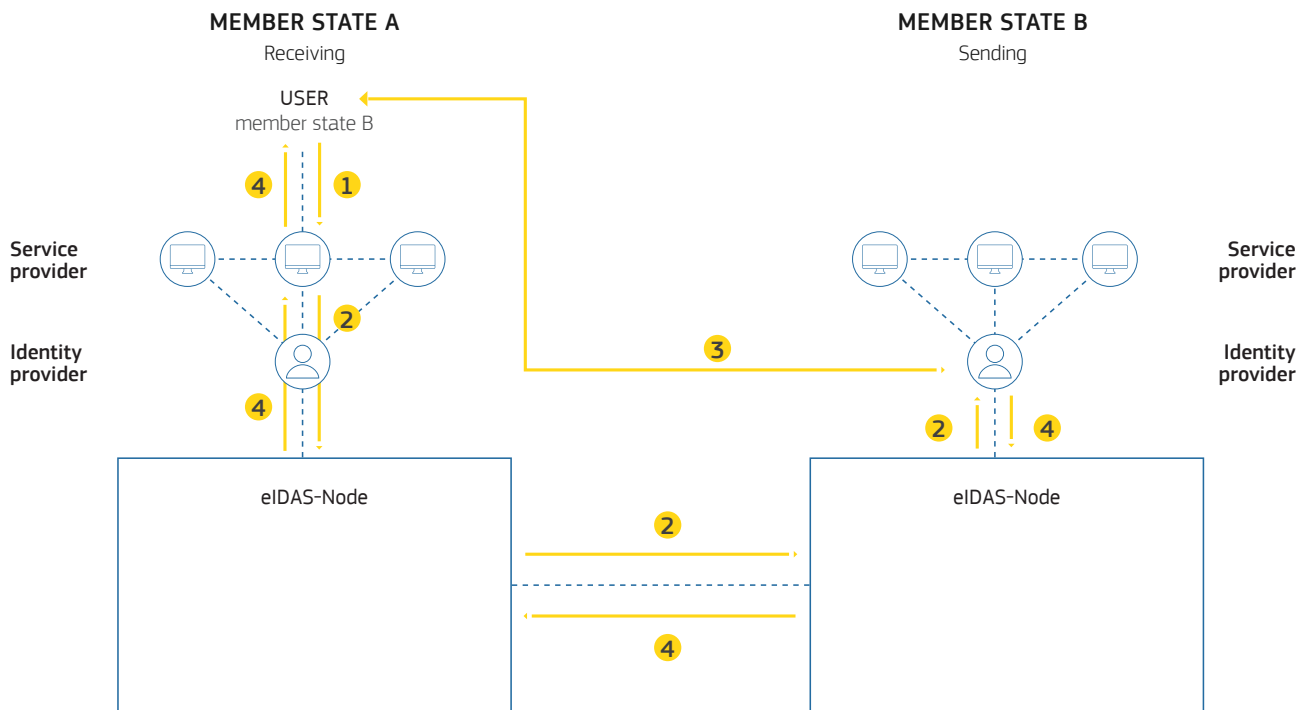 MEMBER STATE A
Receiving
MEMBER STATE B
Sending
USER
member state B
4
1
Service
provider
Service
provider
2
Identity
provider
3
Identity
provider
4
2
4
eIDAS-Node
eIDAS-Node
2
4